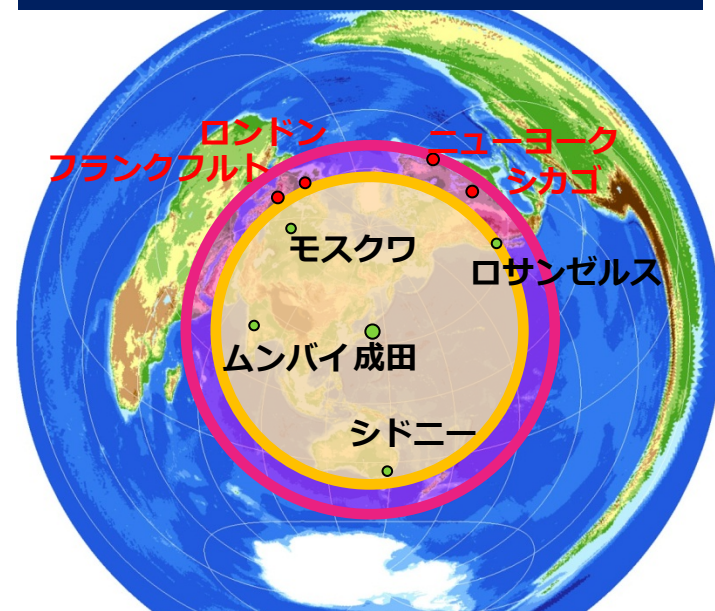 ロンドン
ニューヨーク
フランクフルト
シカゴ
モスクワ
ロサンゼルス
ムンバイ
成田
シドニー